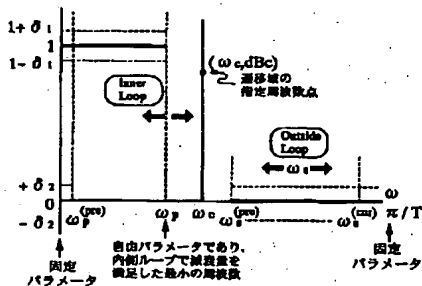 1+δ1
1
1-δ1
Inner Loop
(ωc, dBc)
遷移域の
指定周波数点
Outside Loop
ωs
+δ2
0
-δ2
ωp(pre)
ωp
ωc
ωs(pre)
ω
π/T
固定
パラメータ
自由パラメータであり、
内側ループで減衰量を
満足した最小の周波数
固定
パラメータ